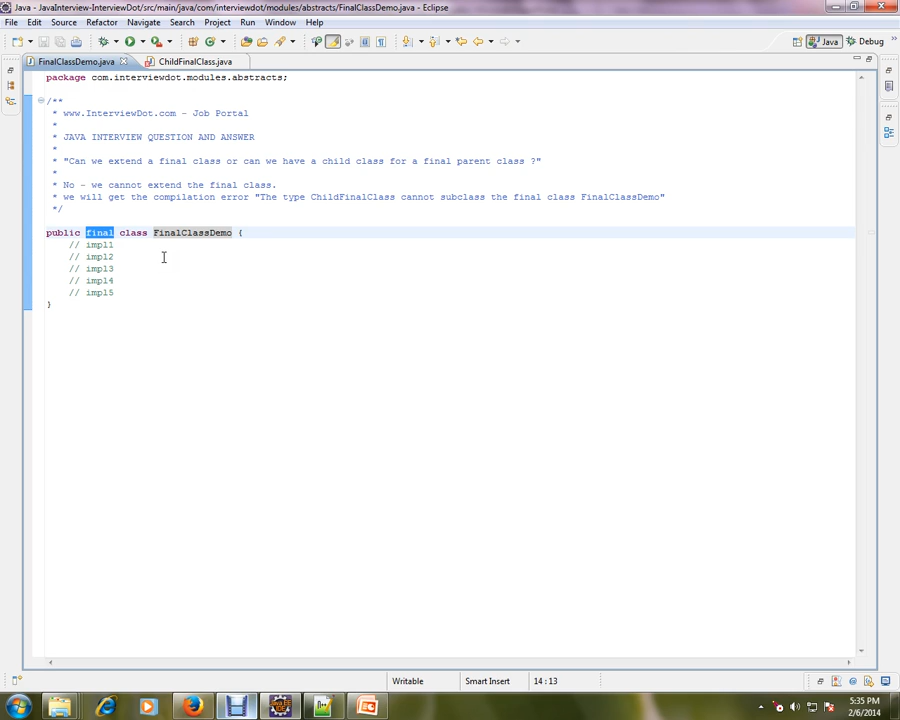 Java - JavaInterview-InterviewDot/src/main/java/com/interviewdot/modules/abstracts/FinalClassDemo.java - Eclipse
File Edit Source Refactor Navigate Search Project Run Window Help
Java Debug
FinalClassDemo.java ChildFinalClass.java
package com.interviewdot.modules.abstracts;
/**
* www.InterviewDot.com - Job Portal
*
* JAVA INTERVIEW QUESTION AND ANSWER
*
* "Can we extend a final class or can we have a child class for a final parent class ?"
*
* No - we cannot extend the final class.
* we will get the compilation error "The type ChildFinalClass cannot subclass the final class FinalClassDemo"
*/
public final class FinalClassDemo {
// impl1
// impl2
// impl3
// impl4
// impl5
}
Writable Smart Insert 14 : 13
5:35 PM
2/6/2014